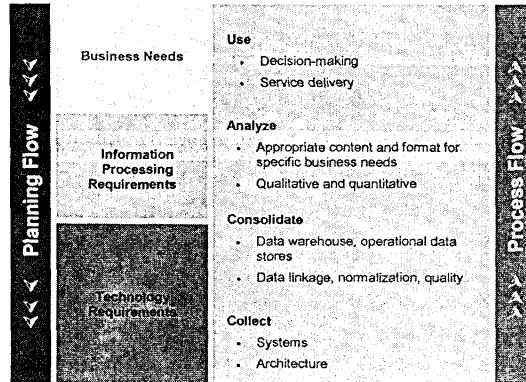 Planning Flow
Business Needs
Information
Processing
Requirements
Technology
Requirements
Use
• Decision-making
• Service delivery
Analyze
• Appropriate content and format for
specific business needs
• Qualitative and quantitative
Consolidate
• Data warehouse, operational data
stores
• Data linkage, normalization, quality
Collect
• Systems
• Architecture
Process Flow